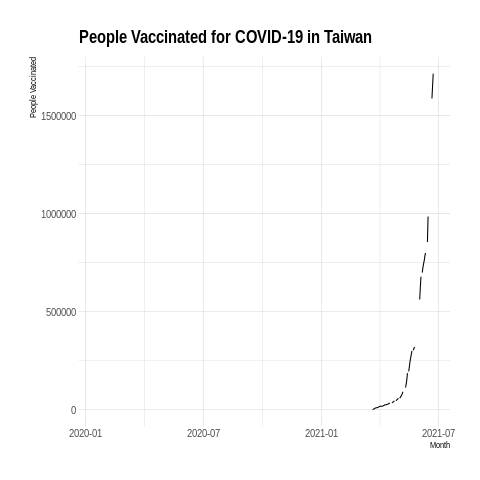 People Vaccinated for COVID-19 in Taiwan
People Vaccinated
1500000
1000000
500000
0
2020-01 2020-07 2021-01 2021-07
Month